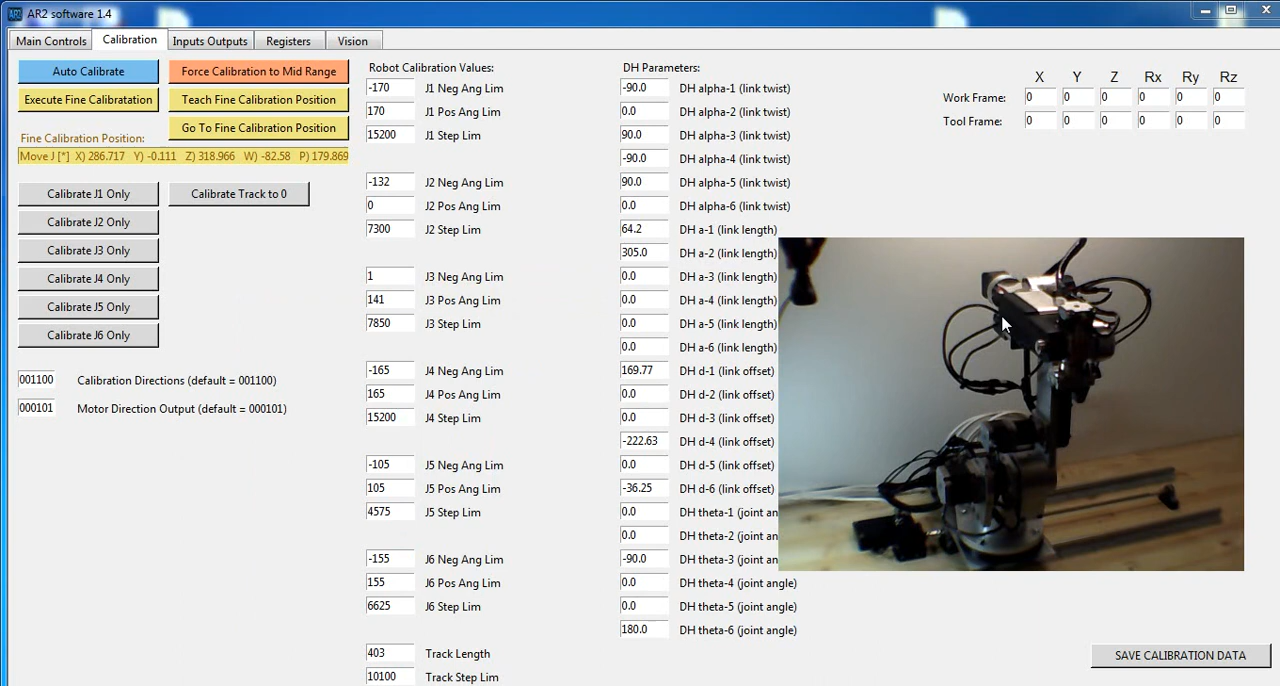 AR2 software 1.4
Main Controls Calibration Inputs Outputs Registers Vision
Auto Calibrate Force Calibration to Mid Range
Execute Fine Calibratation Teach Fine Calibration Position
Go To Fine Calibration Position
Fine Calibration Position:
Move J [*] X) 286.717 Y) -0.111 Z) 318.966 W) -82.58 P) 179.869
Calibrate J1 Only Calibrate Track to 0
Calibrate J2 Only
Calibrate J3 Only
Calibrate J4 Only
Calibrate J5 Only
Calibrate J6 Only
001100 Calibration Directions (default = 001100)
000101 Motor Direction Output (default = 000101)
Robot Calibration Values:
-170 J1 Neg Ang Lim
170 J1 Pos Ang Lim
15200 J1 Step Lim
-132 J2 Neg Ang Lim
0 J2 Pos Ang Lim
7300 J2 Step Lim
1 J3 Neg Ang Lim
141 J3 Pos Ang Lim
7850 J3 Step Lim
-165 J4 Neg Ang Lim
165 J4 Pos Ang Lim
15200 J4 Step Lim
-105 J5 Neg Ang Lim
105 J5 Pos Ang Lim
4575 J5 Step Lim
-155 J6 Neg Ang Lim
155 J6 Pos Ang Lim
6625 J6 Step Lim
403 Track Length
10100 Track Step Lim
DH Parameters:
-90.0 DH alpha-1 (link twist)
0.0 DH alpha-2 (link twist)
90.0 DH alpha-3 (link twist)
-90.0 DH alpha-4 (link twist)
90.0 DH alpha-5 (link twist)
0.0 DH alpha-6 (link twist)
64.2 DH a-1 (link length)
305.0 DH a-2 (link length)
0.0 DH a-3 (link length)
0.0 DH a-4 (link length)
0.0 DH a-5 (link length)
0.0 DH a-6 (link length)
169.77 DH d-1 (link offset)
0.0 DH d-2 (link offset)
0.0 DH d-3 (link offset)
-222.63 DH d-4 (link offset)
0.0 DH d-5 (link offset)
-36.25 DH d-6 (link offset)
0.0 DH theta-1 (joint an
0.0 DH theta-2 (joint an
-90.0 DH theta-3 (joint angle)
0.0 DH theta-4 (joint angle)
0.0 DH theta-5 (joint angle)
180.0 DH theta-6 (joint angle)
X Y Z Rx Ry Rz
Work Frame: 0 0 0 0 0 0
Tool Frame: 0 0 0 0 0 0
SAVE CALIBRATION DATA